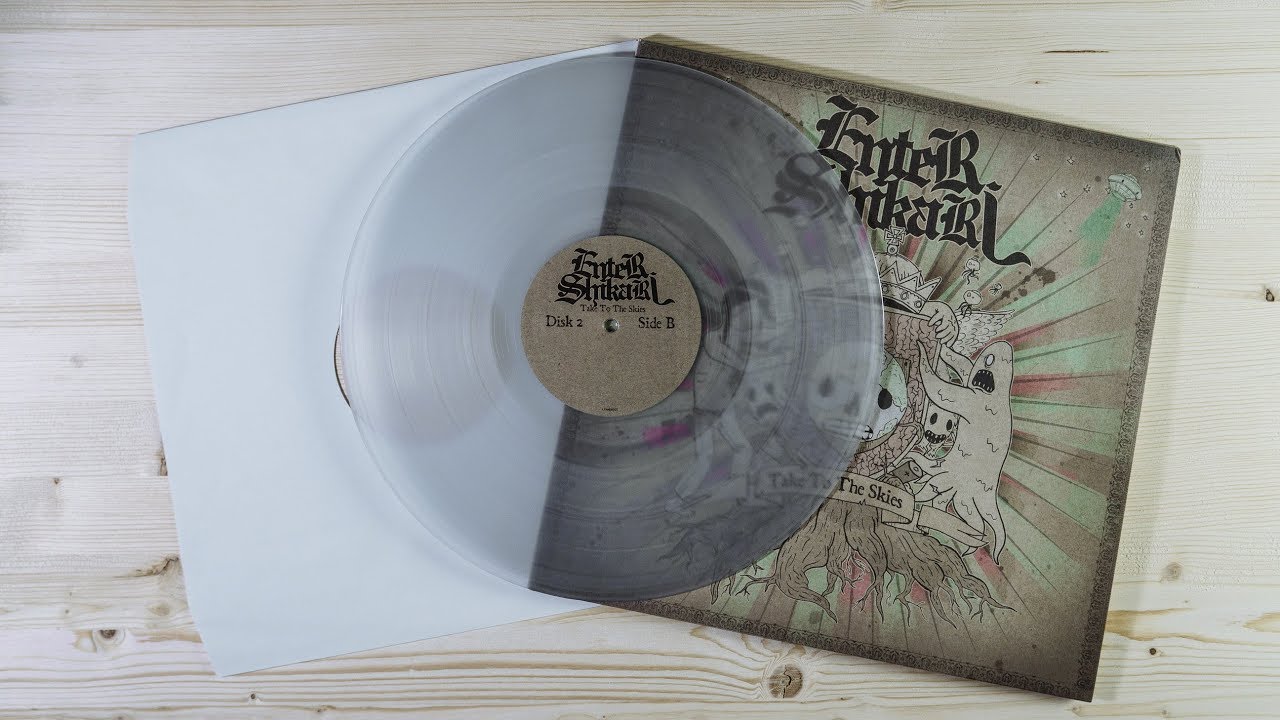 Enter
Shikari
Take To The Skies
Enter
Shikari
Take To The Skies
Disk 2 Side B